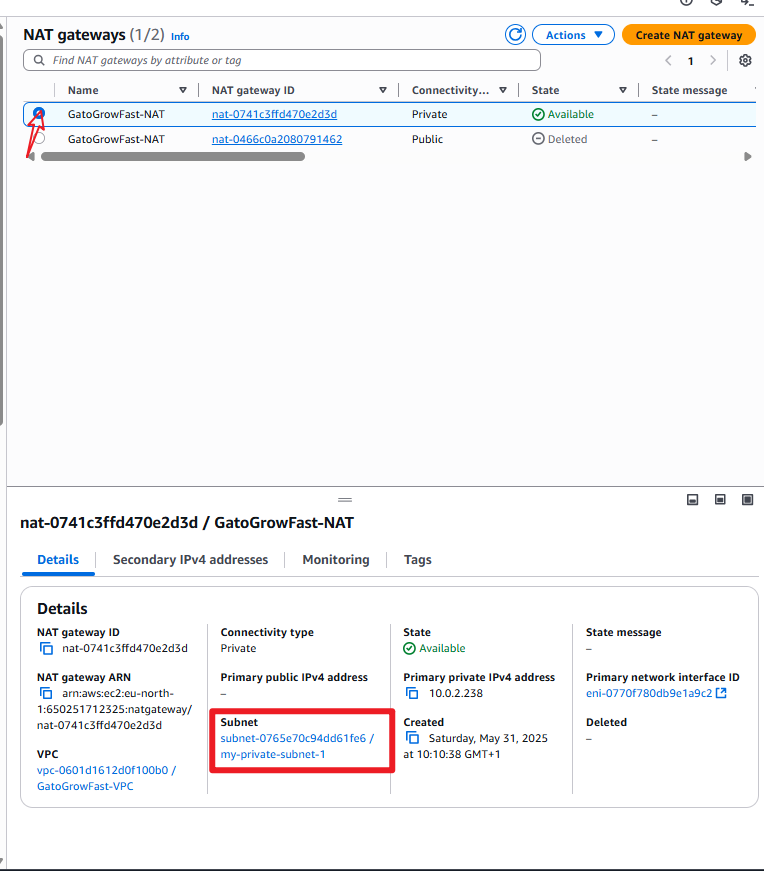 NAT gateways (1/2) Info
Actions
Create NAT gateway
Find NAT gateways by attribute or tag
1
Name NAT gateway ID Connectivity... State State message
GatoGrowFast-NAT nat-0741c3ffd470e2d3d Private Available –
GatoGrowFast-NAT nat-0466c0a2080791462 Public Deleted –
nat-0741c3ffd470e2d3d / GatoGrowFast-NAT
Details Secondary IPv4 addresses Monitoring Tags
Details
NAT gateway ID
nat-0741c3ffd470e2d3d
NAT gateway ARN
arn:aws:ec2:eu-north-
1:650251712325:natgateway/
nat-0741c3ffd470e2d3d
VPC
vpc-0601d1612d0f100b0 /
GatoGrowFast-VPC
Connectivity type
Private
Primary public IPv4 address
–
Subnet
subnet-0765e70c94dd61fe6 /
my-private-subnet-1
State
Available
Primary private IPv4 address
10.0.2.238
Created
Saturday, May 31, 2025
at 10:10:38 GMT+1
State message
–
Primary network interface ID
eni-0770f780db9e1a9c2
Deleted
–